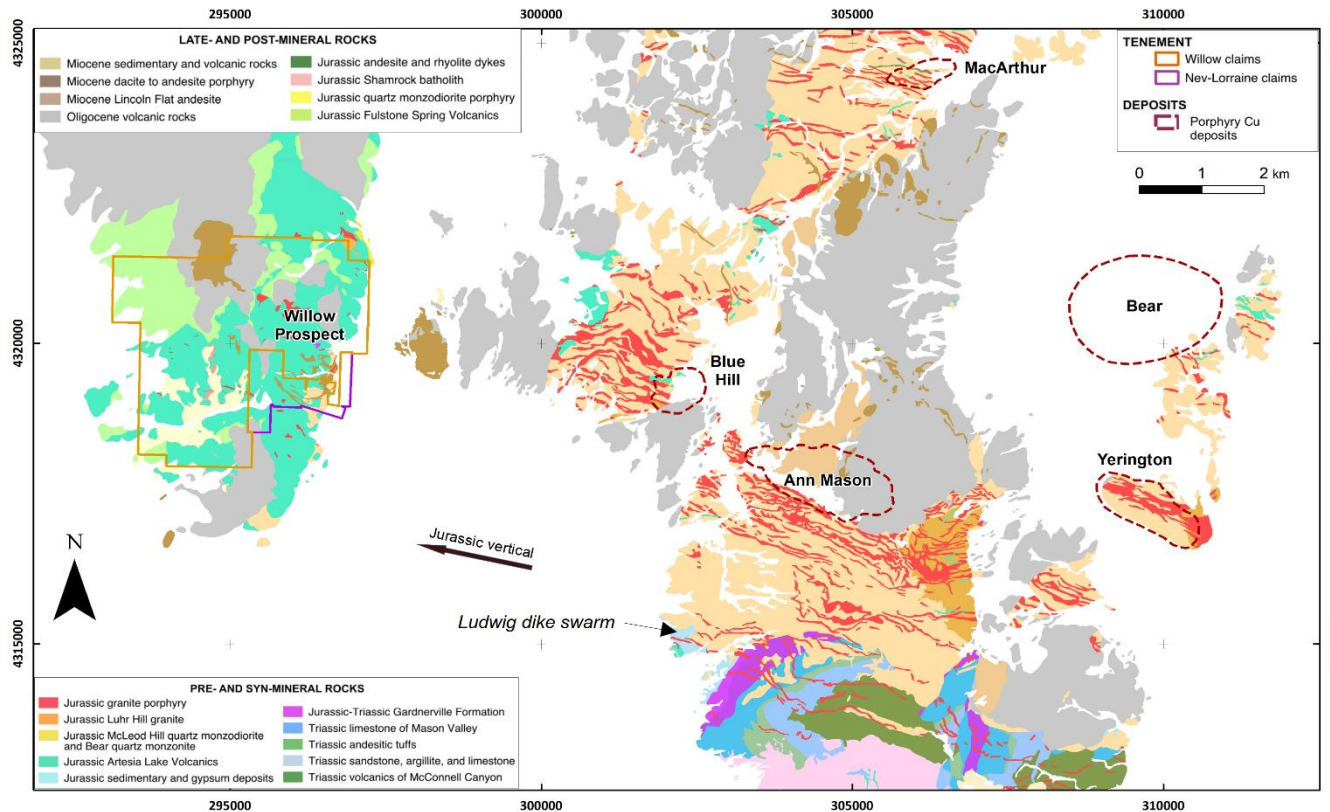 295000 300000 305000 310000
4325000
4320000
4315000
LATE- AND POST-MINERAL ROCKS
Miocene sedimentary and volcanic rocks
Miocene dacite to andesite porphyry
Miocene Lincoln Flat andesite
Oligocene volcanic rocks
Jurassic andesite and rhyolite dykes
Jurassic Shamrock batholith
Jurassic quartz monzodiorite porphyry
Jurassic Fulstone Spring Volcanics
TENEMENT
Willow claims
Nev-Lorraine claims
DEPOSITS
Porphyry Cu
deposits
0 1 2 km
MacArthur
Willow
Prospect
Bear
Blue
Hill
Ann Mason
Yerington
Jurassic vertical
N
Ludwig dike swarm
PRE- AND SYN-MINERAL ROCKS
Jurassic granite porphyry
Jurassic Luhr Hill granite
Jurassic McLeod Hill quartz monzodiorite
and Bear quartz monzonite
Jurassic Artesia Lake Volcanics
Jurassic sedimentary and gypsum deposits
Jurassic-Triassic Gardnerville Formation
Triassic limestone of Mason Valley
Triassic andesitic tuffs
Triassic sandstone, argillite, and limestone
Triassic volcanics of McConnell Canyon
295000 300000 305000 310000